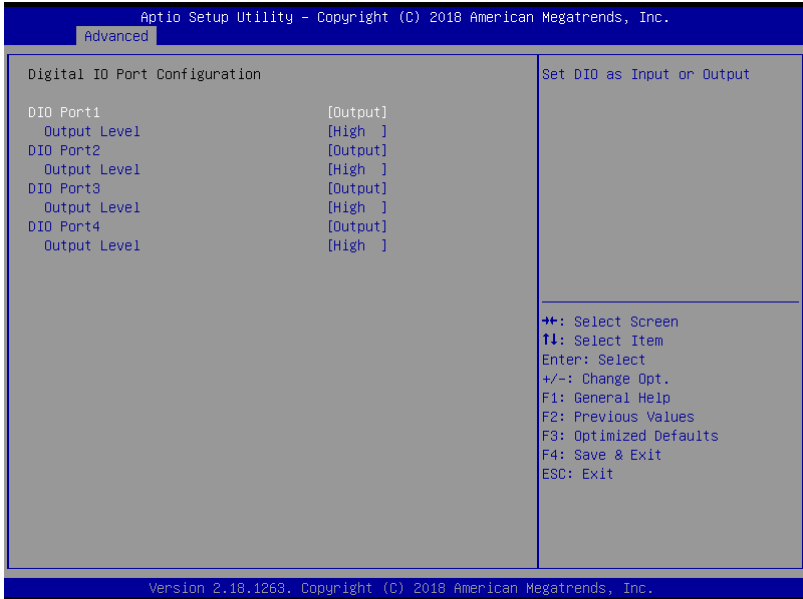 Aptio Setup Utility – Copyright (C) 2018 American Megatrends, Inc.
Advanced
Digital IO Port Configuration
DIO Port1 [Output]
Output Level [High ]
DIO Port2 [Output]
Output Level [High ]
DIO Port3 [Output]
Output Level [High ]
DIO Port4 [Output]
Output Level [High ]
Set DIO as Input or Output
→←: Select Screen
↑↓: Select Item
Enter: Select
+/-: Change Opt.
F1: General Help
F2: Previous Values
F3: Optimized Defaults
F4: Save & Exit
ESC: Exit
Version 2.18.1263. Copyright (C) 2018 American Megatrends, Inc.